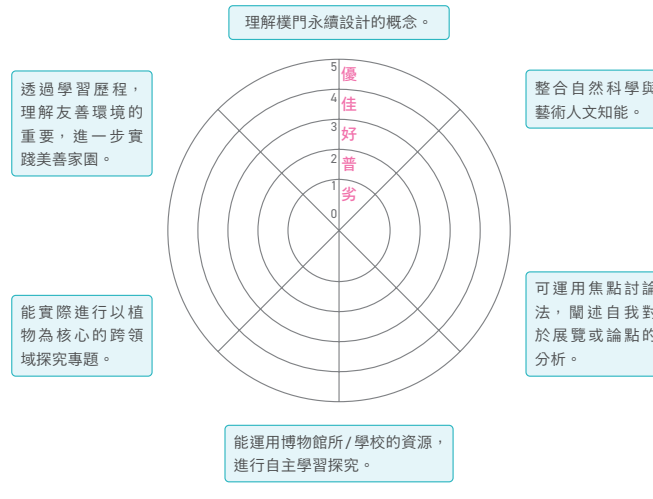 理解樸門永續設計的概念。
透過學習歷程，
理解友善環境的
重要，進一步實
踐美善家園。
整合自然科學與
藝術人文知能。
5 優
4 佳
3 好
2 普
1 劣
0
能實際進行以植
物為核心的跨領
域探究專題。
可運用焦點討論
法，闡述自我對
於展覽或論點的
分析。
能運用博物館所/學校的資源，
進行自主學習探究。